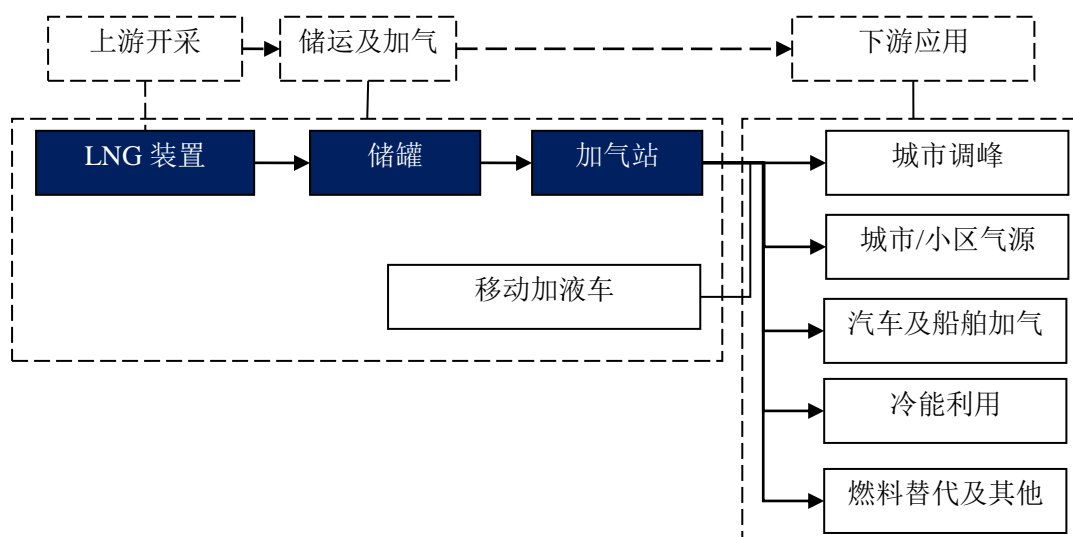 上游开采
储运及加气
下游应用
LNG 装置
储罐
加气站
城市调峰
城市/小区气源
移动加液车
汽车及船舶加气
冷能利用
燃料替代及其他